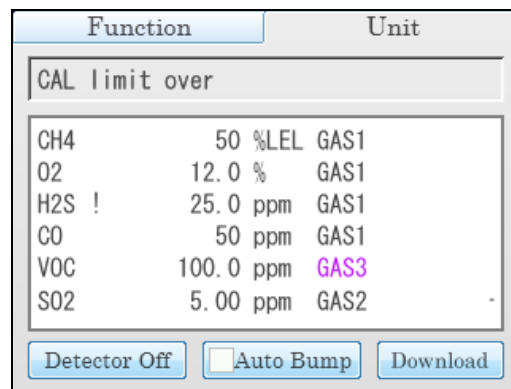 Function Unit
CAL limit over
CH4 50 %LEL GAS1
O2 12.0 % GAS1
H2S ! 25.0 ppm GAS1
CO 50 ppm GAS1
VOC 100.0 ppm GAS3
SO2 5.00 ppm GAS2 -
Detector Off Auto Bump Download